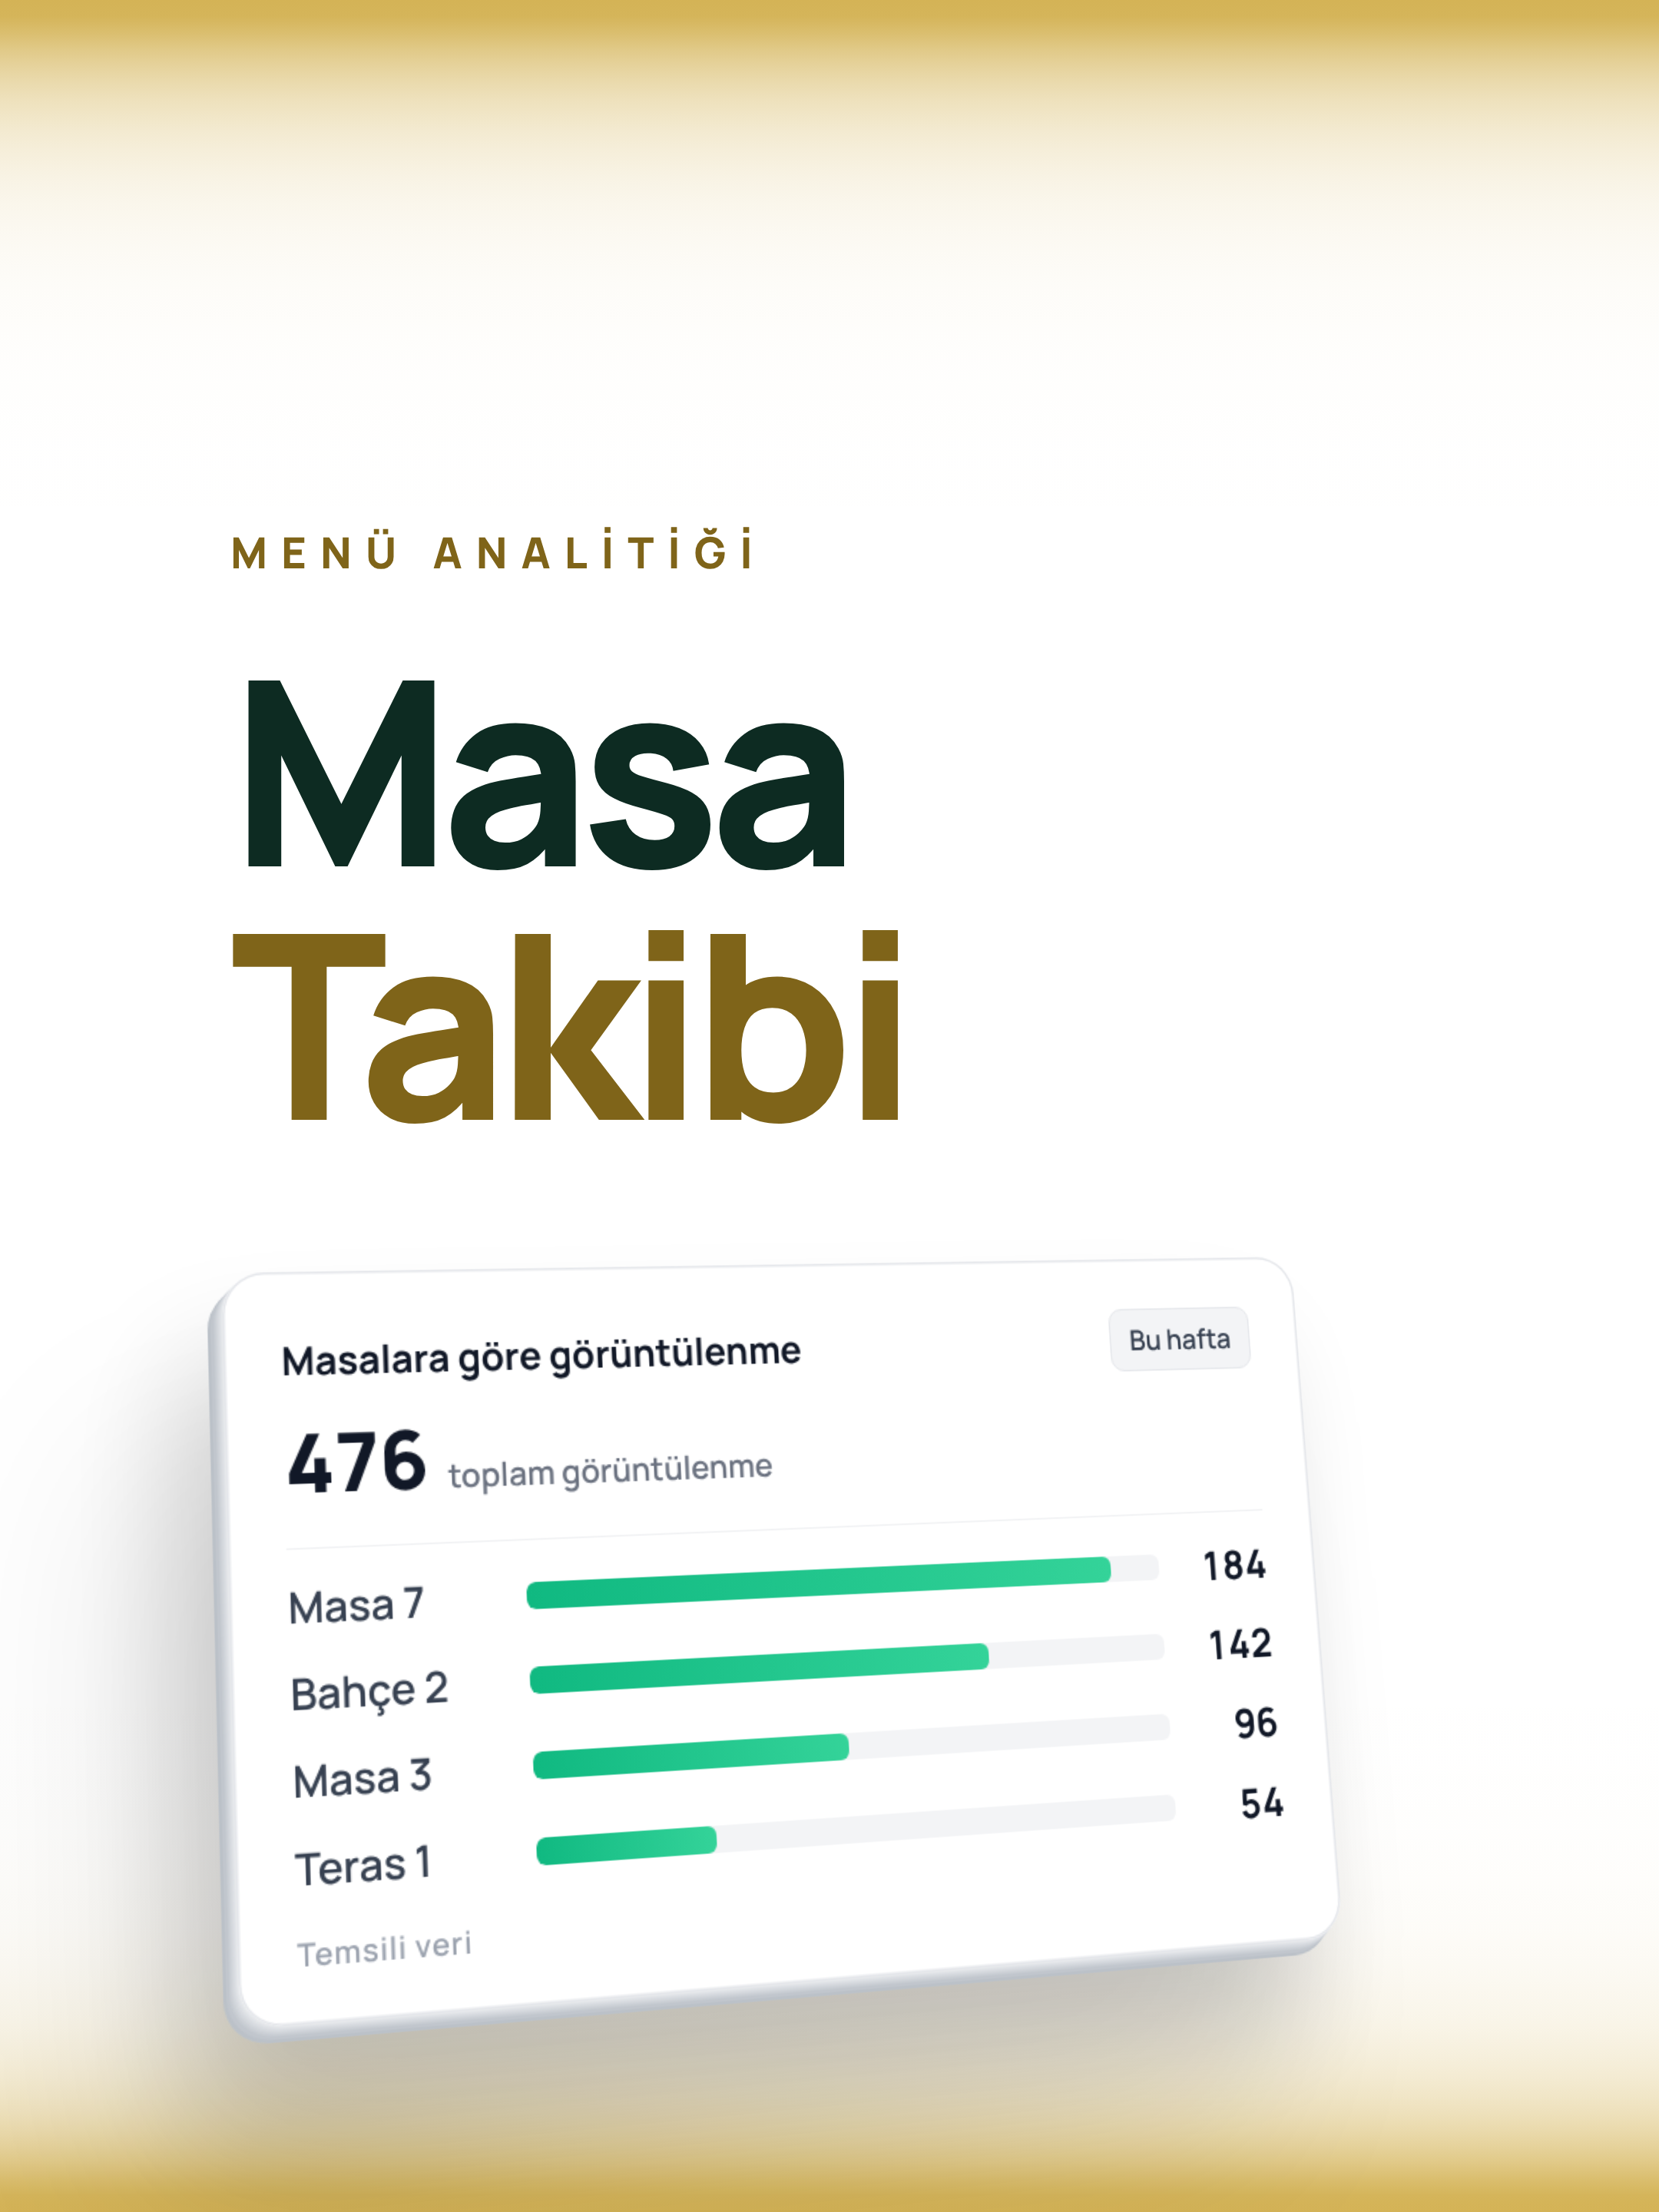 MENÜ ANALİTİĞİ
Masa
Takibi
Masalara göre görüntülenme
Bu hafta
476 toplam görüntülenme
Masa 7 184
Bahçe 2 142
Masa 3 96
Teras 1 54
Temsili veri